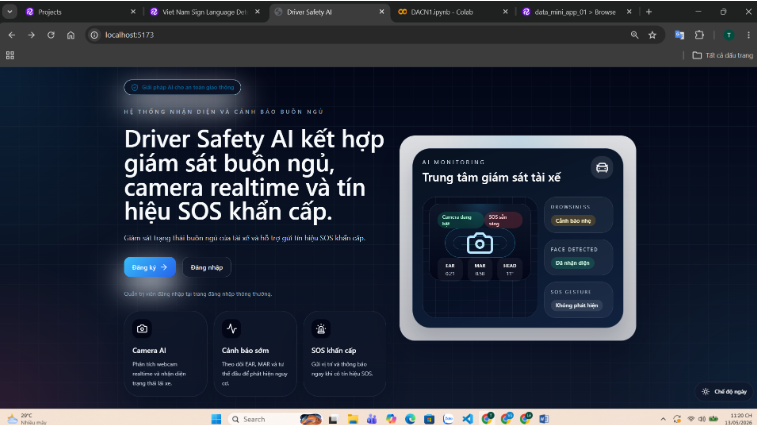 Projects
Viet Nam Sign Language Det
Driver Safety AI
DACN1.ipynb - Colab
data_mini_app_01 > Browse
localhost:5173
Tất cả dấu trang
Giải pháp AI cho an toàn giao thông
HỆ THỐNG NHẬN DIỆN VÀ CẢNH BÁO BUỒN NGỦ
Driver Safety AI kết hợp
giám sát buồn ngủ,
camera realtime và tín
hiệu SOS khẩn cấp.
Giám sát trạng thái buồn ngủ của tài xế và hỗ trợ gửi tín hiệu SOS khẩn cấp.
Đăng ký
Đăng nhập
Quản trị viên đăng nhập tại trang đăng nhập thông thường.
Camera AI
Phân tích webcam
realtime và nhận diện
trạng thái lái xe.
Cảnh báo sớm
Theo dõi EAR, MAR và tư
thế đầu để phát hiện nguy
cơ.
SOS khẩn cấp
Gửi vị trí và thông báo
ngay khi có tín hiệu SOS.
AI MONITORING
Trung tâm giám sát tài xế
Camera đang
bật
SOS sẵn
sàng
EAR
0.21
MAR
0.56
HEAD
11°
DROWSINESS
Cảnh báo nhẹ
FACE DETECTED
Đã nhận diện
SOS GESTURE
Không phát hiện
Chế độ ngày
29°C
Nhiều mây
Search
11:20 CH
13/05/2026